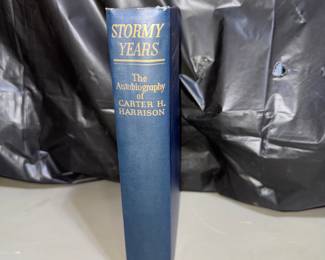 STORMY
YEARS
The
Autobiography
of
CARTER H.
HARRISON